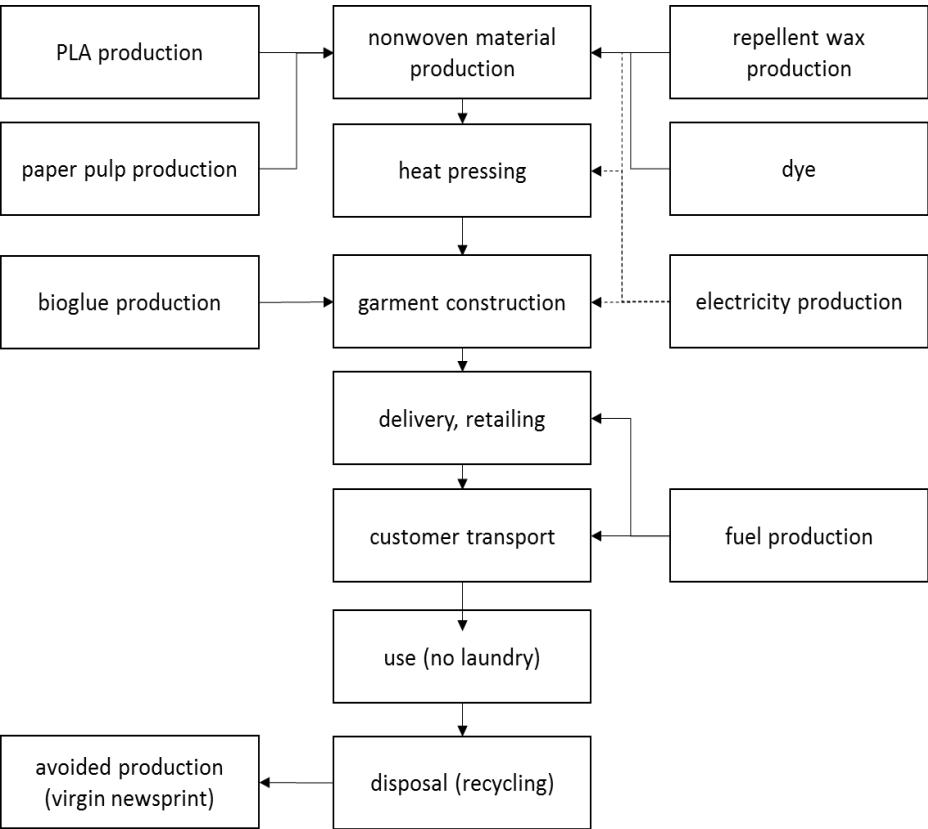 PLA production
nonwoven material
production
repellent wax
production
paper pulp production
heat pressing
dye
bioglue production
garment construction
electricity production
delivery, retailing
customer transport
fuel production
use (no laundry)
avoided production
(virgin newsprint)
disposal (recycling)